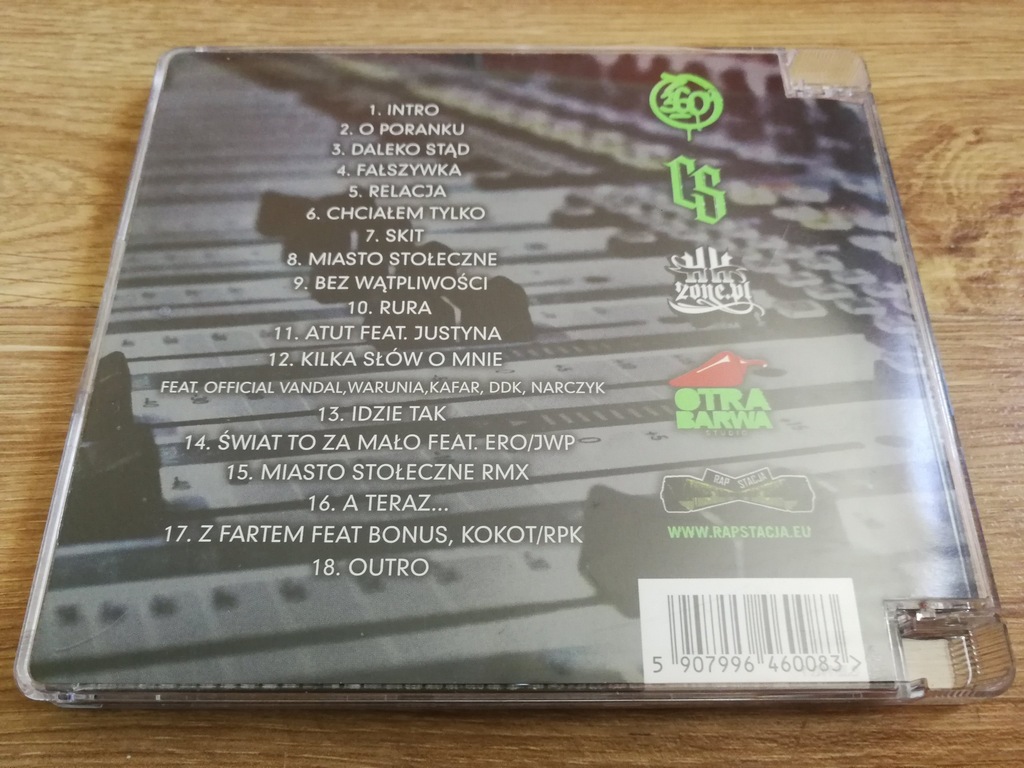 1. INTRO
2. O PORANKU
3. DALEKO STĄD
4. FAŁSZYWKA
5. RELACJA
6. CHCIAŁEM TYLKO
7. SKIT
8. MIASTO STOŁECZNE
9. BEZ WĄTPLIWOŚCI
10. RURA
11. ATUT FEAT. JUSTYNA
12. KILKA SŁÓW O MNIE
FEAT. OFFICIAL VANDAL,WARUNIA,KAFAR, DDK, NARCZYK
13. IDZIE TAK
14. ŚWIAT TO ZA MAŁO FEAT. ERO/JWP
15. MIASTO STOŁECZNE RMX
16. A TERAZ...
17. Z FARTEM FEAT BONUS, KOKOT/RPK
18. OUTRO
360
CS
zone.pl
OTRA
BARWA
STUDIO
RAP STACJA
WWW.RAPSTACJA.EU
5 907996 460083 >